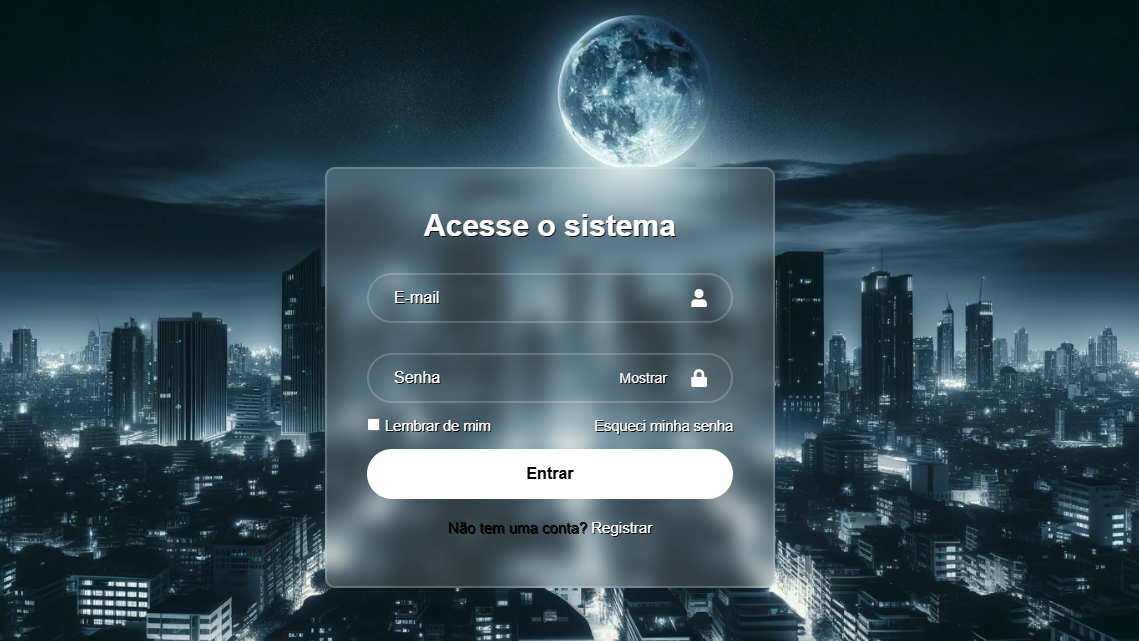 Acesse o sistema
E-mail
Senha Mostrar
Lembrar de mim Esqueci minha senha
Entrar
Não tem uma conta? Registrar